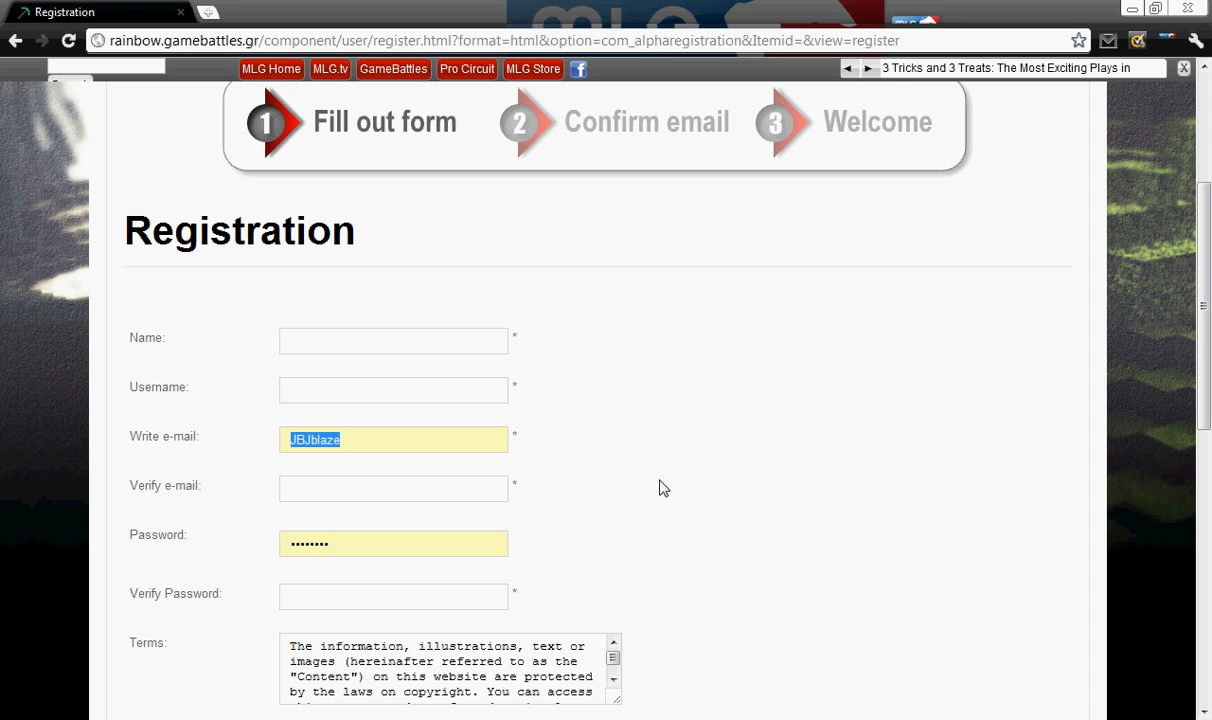 Registration
MLG
MLG
rainbow.gamebattles.gr/component/user/register.html?format=html&option=com_alpharegistration&Itemid=&view=register
MLG Home MLG.tv GameBattles Pro Circuit MLG Store 3 Tricks and 3 Treats: The Most Exciting Plays in X
1 Fill out form 2 Confirm email 3 Welcome
Registration
Name: *
Username: *
Write e-mail: JBJblaze *
Verify e-mail: *
Password: ••••••••
Verify Password: *
Terms: The information, illustrations, text or
images (hereinafter referred to as the
"Content") on this website are protected
by the laws on copyright. You can access